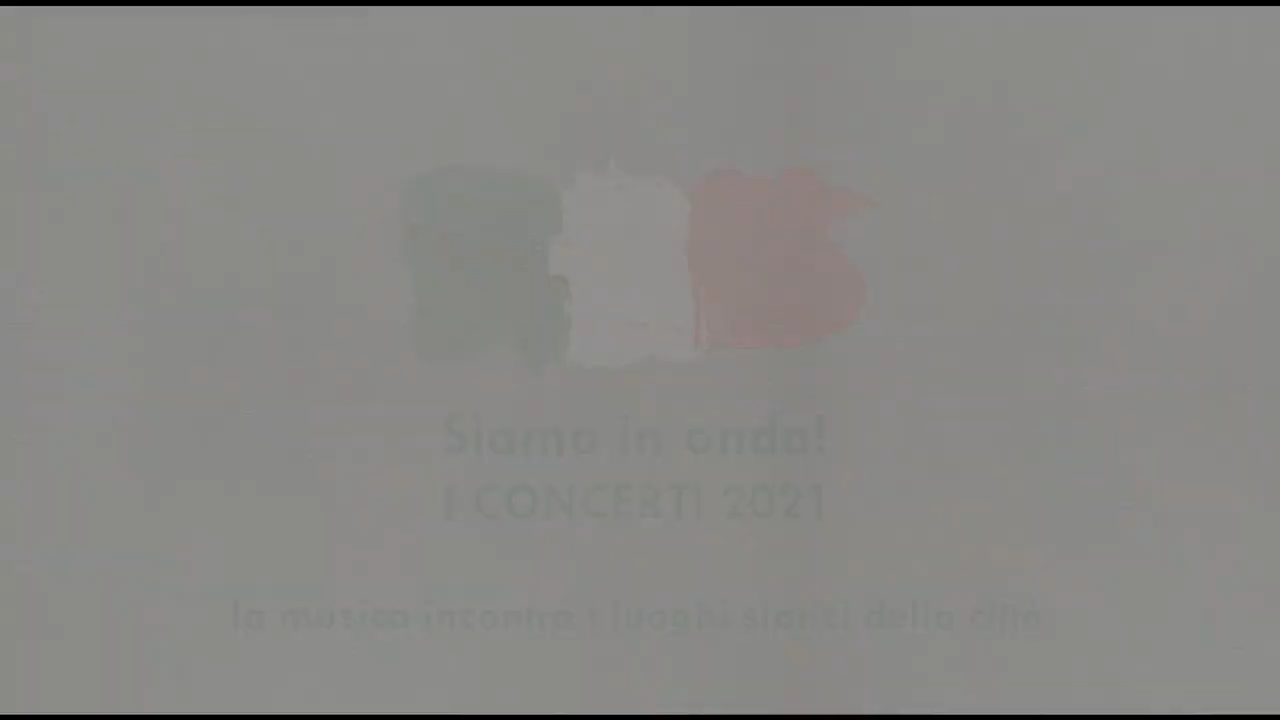 Siamo in onda!
I CONCERTI 2021
la musica incontra i luoghi storici della città